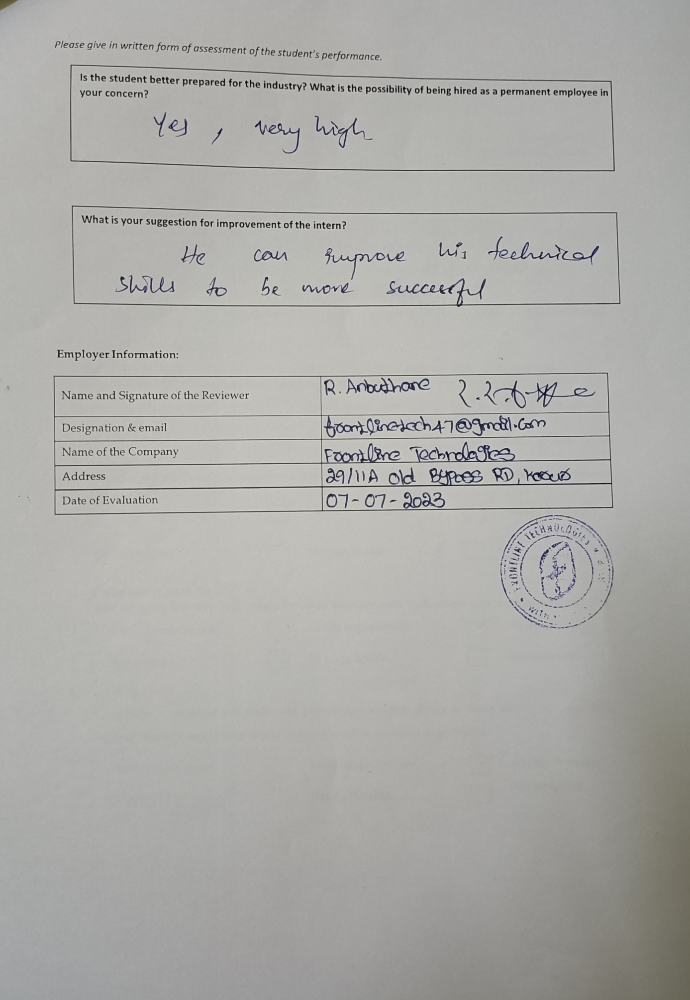 Please give in written form of assessment of the student's performance.
Is the student better prepared for the industry? What is the possibility of being hired as a permanent employee in
your concern?
Yes , very high
What is your suggestion for improvement of the intern?
He can improve his technical
skills to be more successful
Employer Information:
Name and Signature of the Reviewer R. Anbuthane
Designation & email frontlinetech47@gmail.com
Name of the Company Frontline Technologies
Address 29/11A Old Bypass RD, Karur
Date of Evaluation 07-07-2023
FRONTLINE TECHNOLOGIES